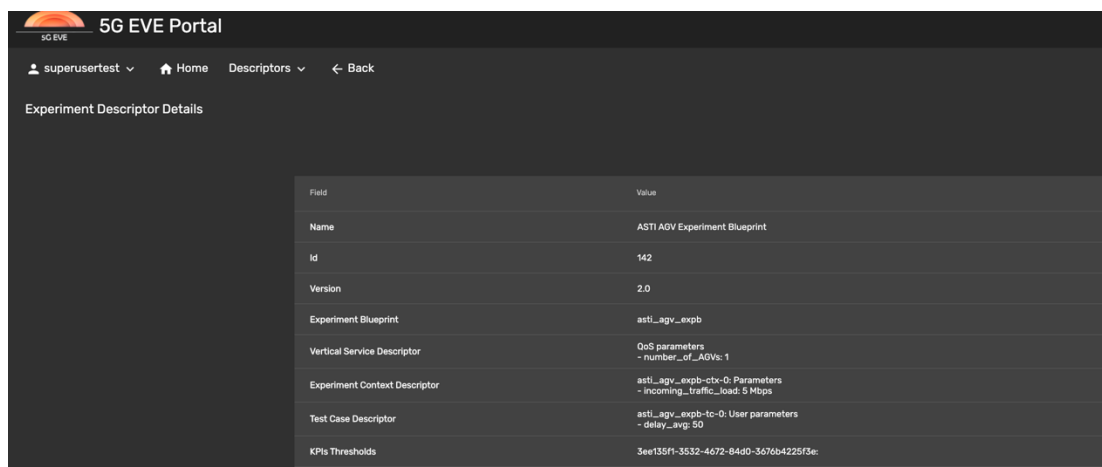 5G EVE
5G EVE Portal
superusertest Home Descriptors Back
Experiment Descriptor Details
Field Value
Name ASTI AGV Experiment Blueprint
Id 142
Version 2.0
Experiment Blueprint asti_agv_expb
Vertical Service Descriptor QoS parameters
- number_of_AGVs: 1
Experiment Context Descriptor asti_agv_expb-ctx-0: Parameters
- incoming_traffic_load: 5 Mbps
Test Case Descriptor asti_agv_expb-tc-0: User parameters
- delay_avg: 50
KPIs Thresholds 3ee135f1-3532-4672-84d0-3676b4225f3e: